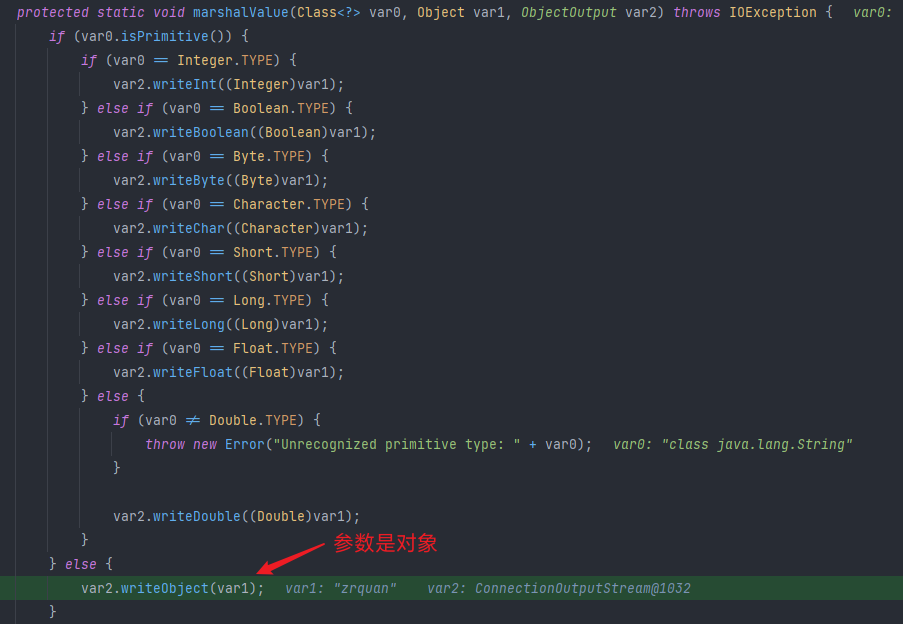 protected static void marshalValue(Class<?> var0, Object var1, ObjectOutput var2) throws IOException {  var0:
    if (var0.isPrimitive()) {
        if (var0 == Integer.TYPE) {
            var2.writeInt((Integer)var1);
        } else if (var0 == Boolean.TYPE) {
            var2.writeBoolean((Boolean)var1);
        } else if (var0 == Byte.TYPE) {
            var2.writeByte((Byte)var1);
        } else if (var0 == Character.TYPE) {
            var2.writeChar((Character)var1);
        } else if (var0 == Short.TYPE) {
            var2.writeShort((Short)var1);
        } else if (var0 == Long.TYPE) {
            var2.writeLong((Long)var1);
        } else if (var0 == Float.TYPE) {
            var2.writeFloat((Float)var1);
        } else {
            if (var0 != Double.TYPE) {
                throw new Error("Unrecognized primitive type: " + var0);  var0: "class java.lang.String"
            }
            var2.writeDouble((Double)var1);
        }
参数是对象
    } else {
        var2.writeObject(var1);  var1: "zrquan"  var2: ConnectionOutputStream@1032
    }